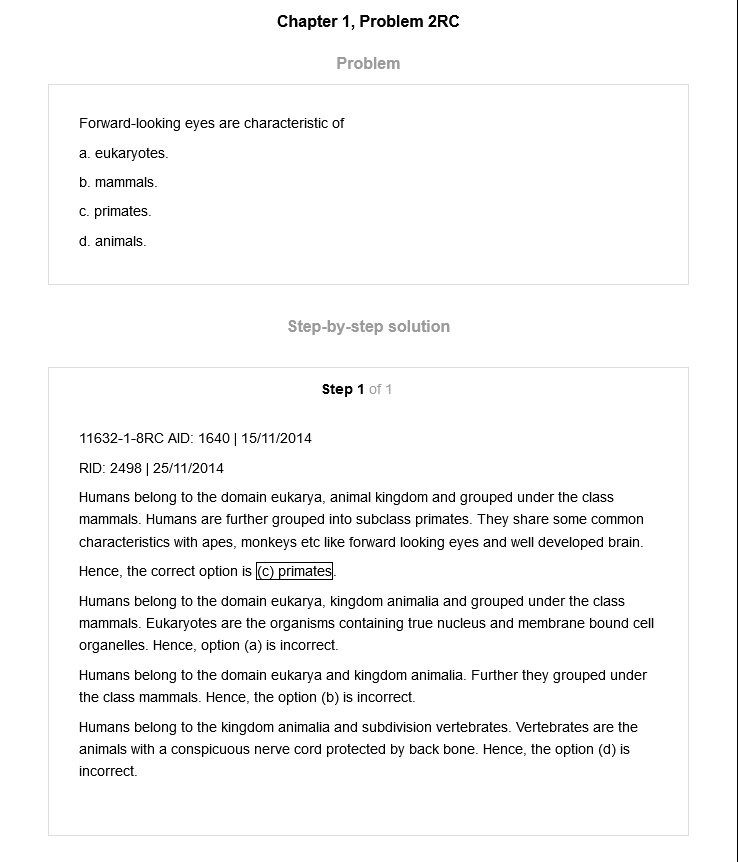 Chapter 1, Problem 2RC
Problem
Forward-looking eyes are characteristic of
a. eukaryotes.
b. mammals.
c. primates.
d. animals.
Step-by-step solution
Step 1 of 1
11632-1-8RC AID: 1640 | 15/11/2014
RID: 2498 | 25/11/2014
Humans belong to the domain eukarya, animal kingdom and grouped under the class
mammals. Humans are further grouped into subclass primates. They share some common
characteristics with apes, monkeys etc like forward looking eyes and well developed brain.
Hence, the correct option is (c) primates.
Humans belong to the domain eukarya, kingdom animalia and grouped under the class
mammals. Eukaryotes are the organisms containing true nucleus and membrane bound cell
organelles. Hence, option (a) is incorrect.
Humans belong to the domain eukarya and kingdom animalia. Further they grouped under
the class mammals. Hence, the option (b) is incorrect.
Humans belong to the kingdom animalia and subdivision vertebrates. Vertebrates are the
animals with a conspicuous nerve cord protected by back bone. Hence, the option (d) is
incorrect.